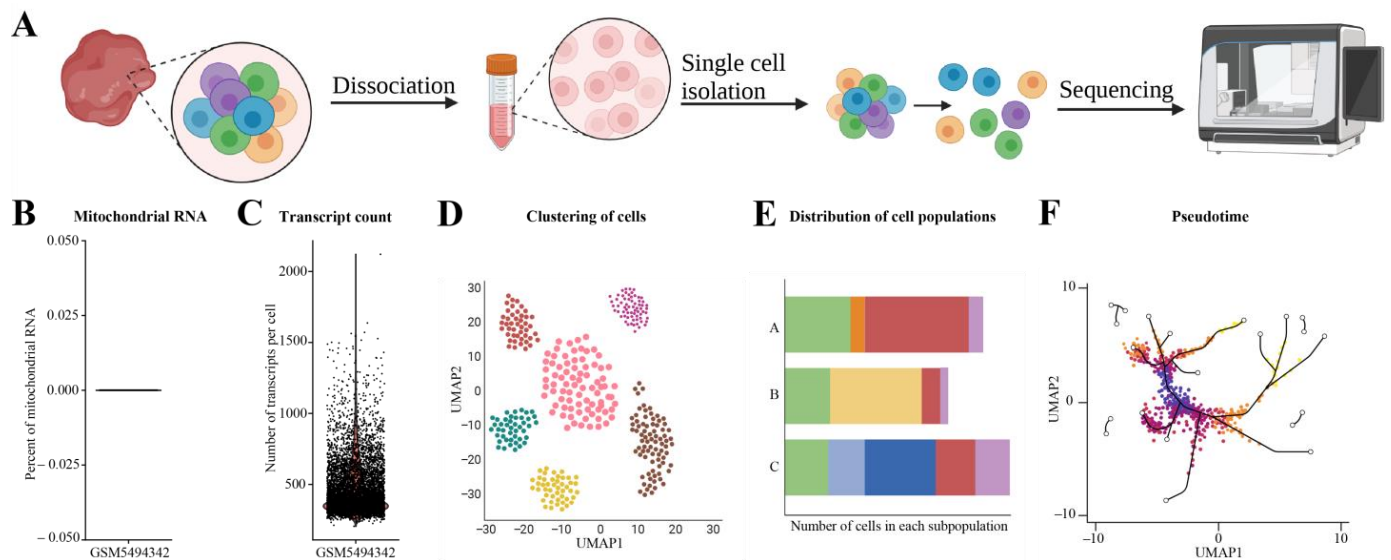 A
Dissociation
Single cell
isolation
Sequencing
B
Mitochondrial RNA
Percent of mitochondrial RNA
0.050
0.025
0.000
– 0.025
– 0.050
GSM5494342
C
Transcript count
Number of transcripts per cell
2000
1500
1000
500
GSM5494342
D
Clustering of cells
UMAP2
30
20
10
0
–10
–20
–30
–30
–20
–10
0
10
20
30
UMAP1
E
Distribution of cell populations
A
B
C
Number of cells in each subpopulation
F
Pseudotime
UMAP2
10
0
–10
–10
0
10
UMAP1